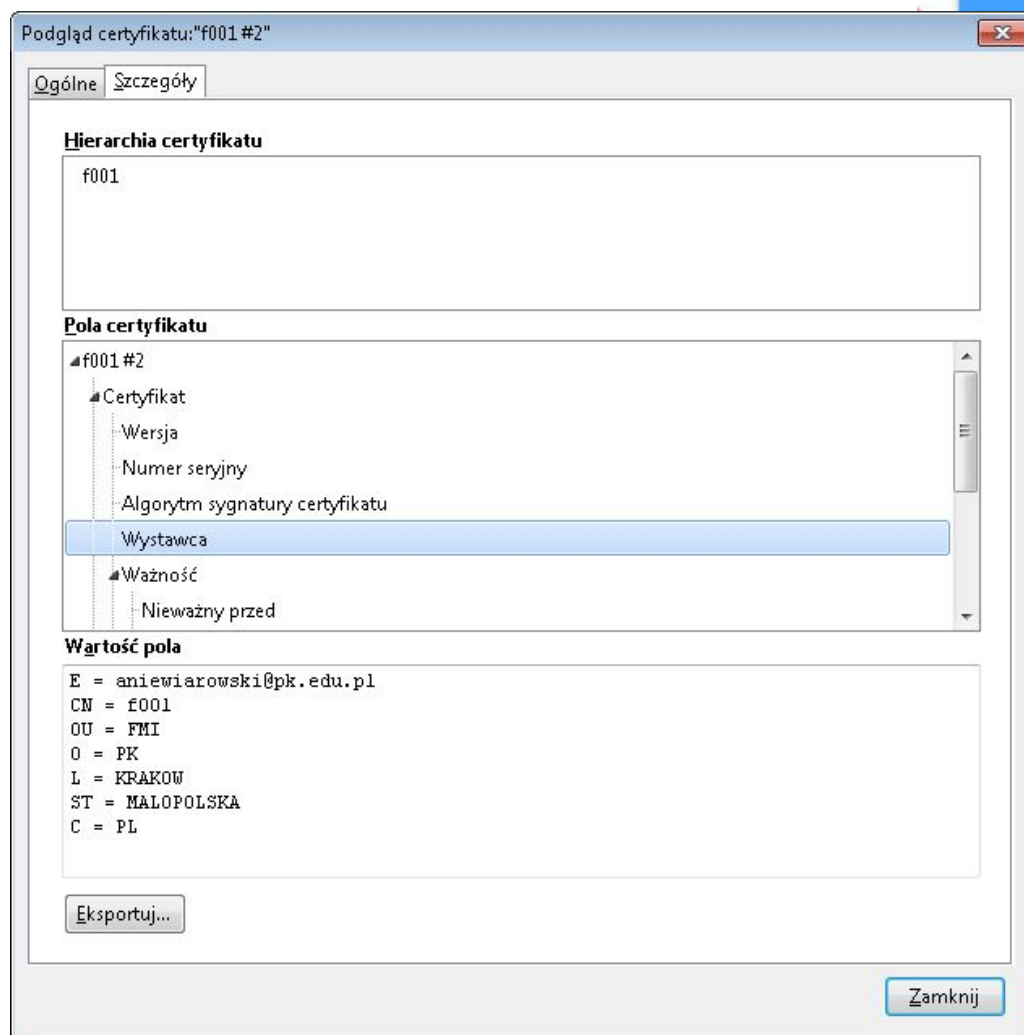 Podgląd certyfikatu:"f001 #2"
Ogólne Szczegóły
Hierarchia certyfikatu
f001
Pola certyfikatu
f001 #2
Certyfikat
Wersja
Numer seryjny
Algorytm sygnatury certyfikatu
Wystawca
Ważność
Nieważny przed
Wartość pola
E = aniewiarowski@pk.edu.pl
CN = f001
OU = FMI
O = PK
L = KRAKOW
ST = MALOPOLSKA
C = PL
Eksportuj...
Zamknij